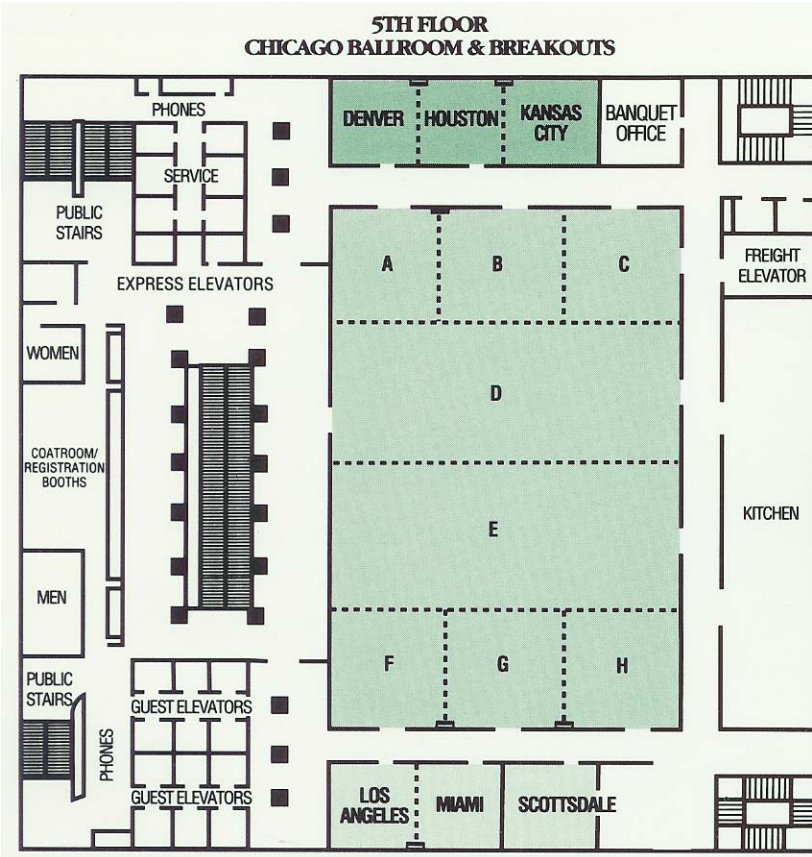 5TH FLOOR
CHICAGO BALLROOM & BREAKOUTS
PHONES
DENVER
HOUSTON
KANSAS
CITY
BANQUET
OFFICE
SERVICE
PUBLIC
STAIRS
A
B
C
FREIGHT
ELEVATOR
EXPRESS ELEVATORS
WOMEN
D
COATROOM/
REGISTRATION
BOOTHS
E
KITCHEN
MEN
F
G
H
PUBLIC
STAIRS
GUEST ELEVATORS
PHONES
GUEST ELEVATORS
LOS
ANGELES
MIAMI
SCOTTSDALE